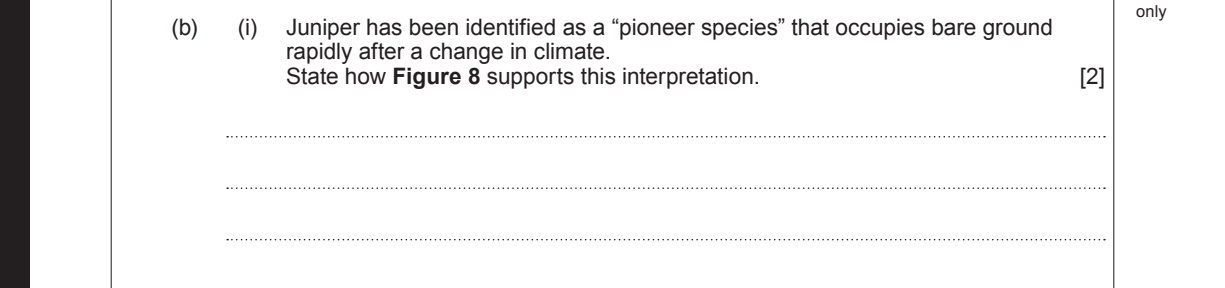 only
(b) (i) Juniper has been identified as a “pioneer species” that occupies bare ground
rapidly after a change in climate.
State how Figure 8 supports this interpretation. [2]